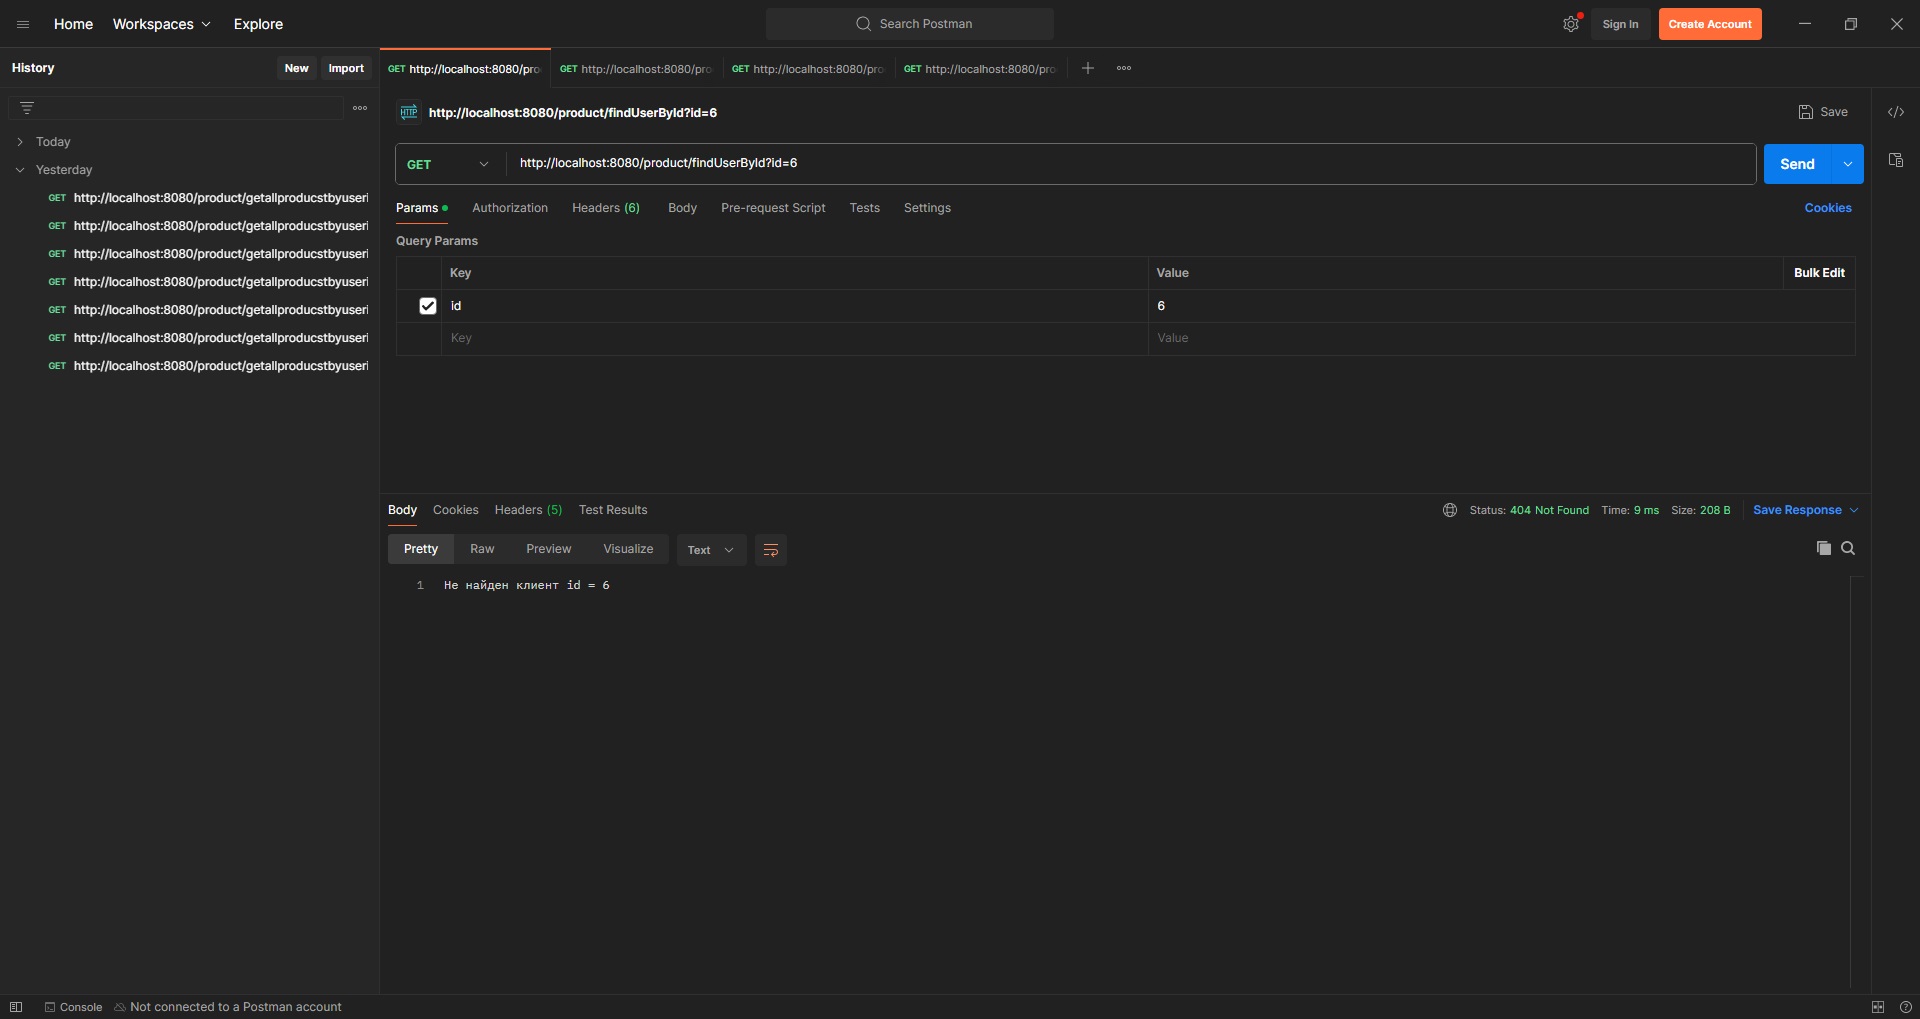 Home Workspaces Explore
Search Postman
Sign In Create Account
History New Import
GET http://localhost:8080/pro GET http://localhost:8080/pro GET http://localhost:8080/pro GET http://localhost:8080/pro
HTTP http://localhost:8080/product/findUserById?id=6 Save
Today
Yesterday
GET http://localhost:8080/product/getallproducstbyuseri
GET http://localhost:8080/product/getallproducstbyuseri
GET http://localhost:8080/product/getallproducstbyuseri
GET http://localhost:8080/product/getallproducstbyuseri
GET http://localhost:8080/product/getallproducstbyuseri
GET http://localhost:8080/product/getallproducstbyuseri
GET http://localhost:8080/product/getallproducstbyuseri
GET http://localhost:8080/product/findUserById?id=6 Send
Params Authorization Headers (6) Body Pre-request Script Tests Settings Cookies
Query Params
Key Value Bulk Edit
id 6
Key Value
Body Cookies Headers (5) Test Results Status: 404 Not Found Time: 9 ms Size: 208 B Save Response
Pretty Raw Preview Visualize Text
1 Не найден клиент id = 6
Console Not connected to a Postman account